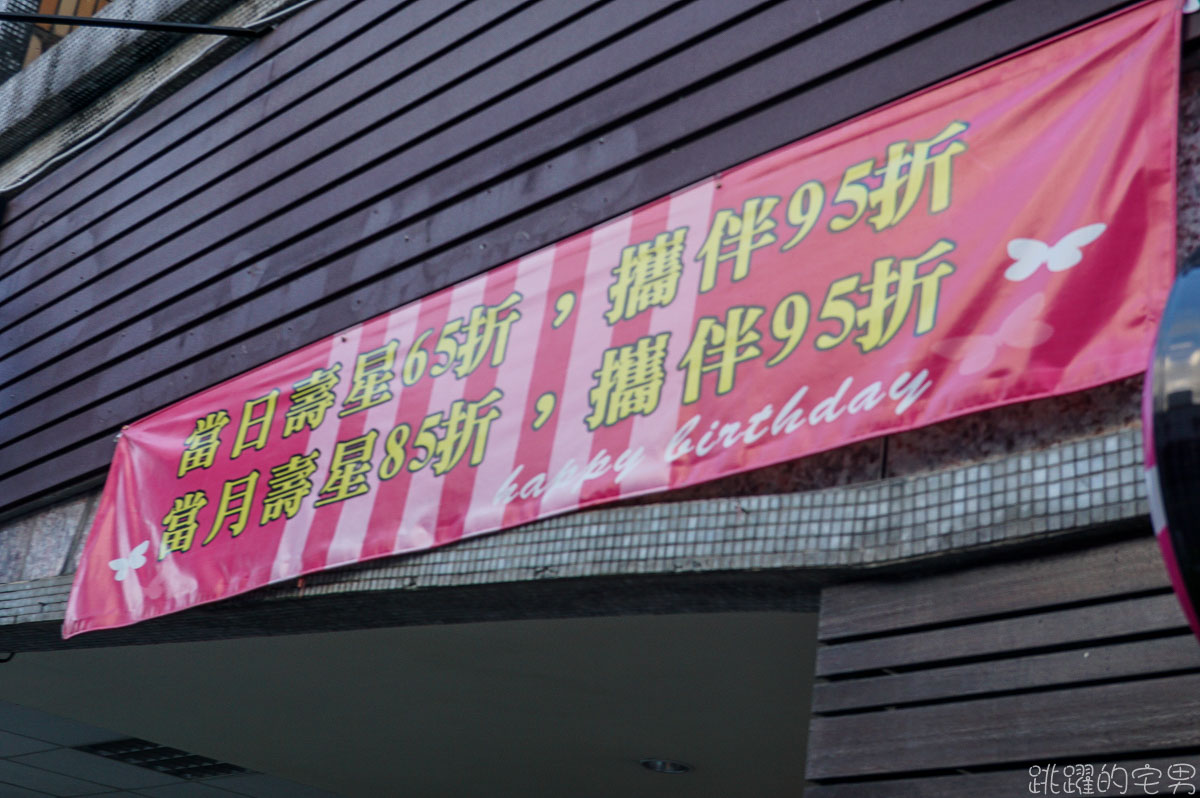 當日壽星65折，攜伴95折
當月壽星85折，攜伴95折
happy birthday
跳躍的宅男